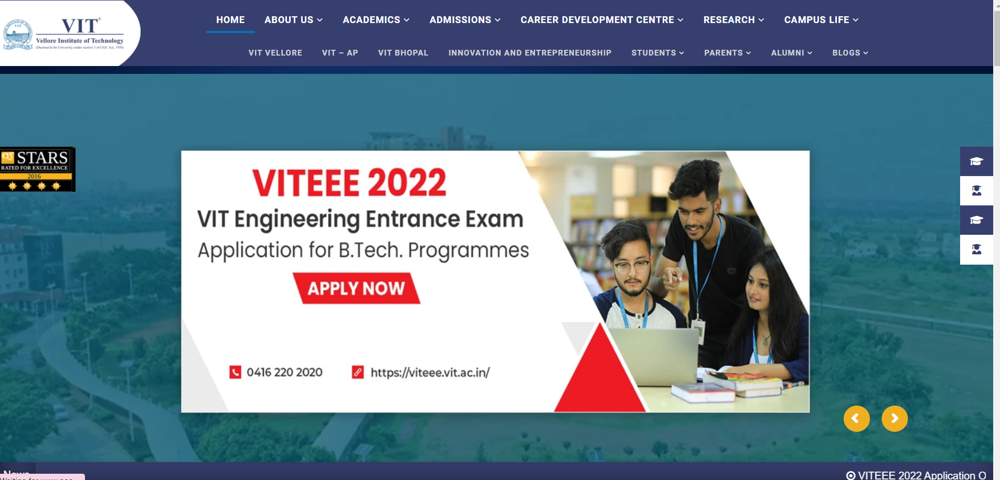 VIT®
Vellore Institute of Technology
(Deemed to be University under section 3 of UGC Act, 1956)
HOME ABOUT US ACADEMICS ADMISSIONS CAREER DEVELOPMENT CENTRE RESEARCH CAMPUS LIFE
VIT VELLORE VIT – AP VIT BHOPAL INNOVATION AND ENTREPRENEURSHIP STUDENTS PARENTS ALUMNI BLOGS
QS STARS
RATED FOR EXCELLENCE
2016
VITEEE 2022
VIT Engineering Entrance Exam
Application for B.Tech. Programmes
APPLY NOW
0416 220 2020 https://viteee.vit.ac.in/
News
VITEEE 2022 Application O
Waiting for www.goo